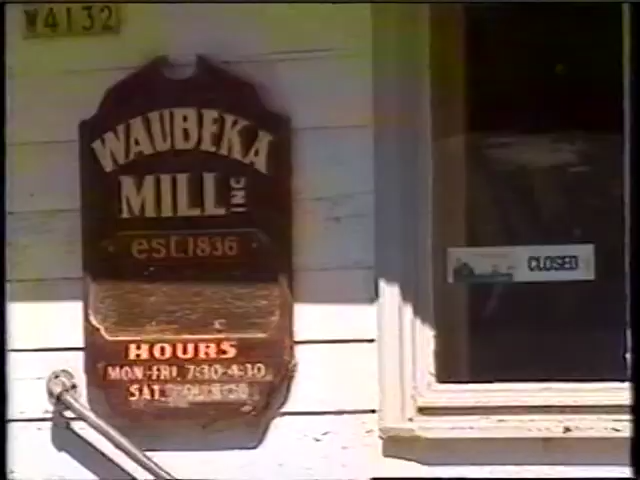 W4132
WAUBEKA
MILL INC
est.1836
HOURS
MON-FRI. 7:30-4:30
SAT.
CLOSED